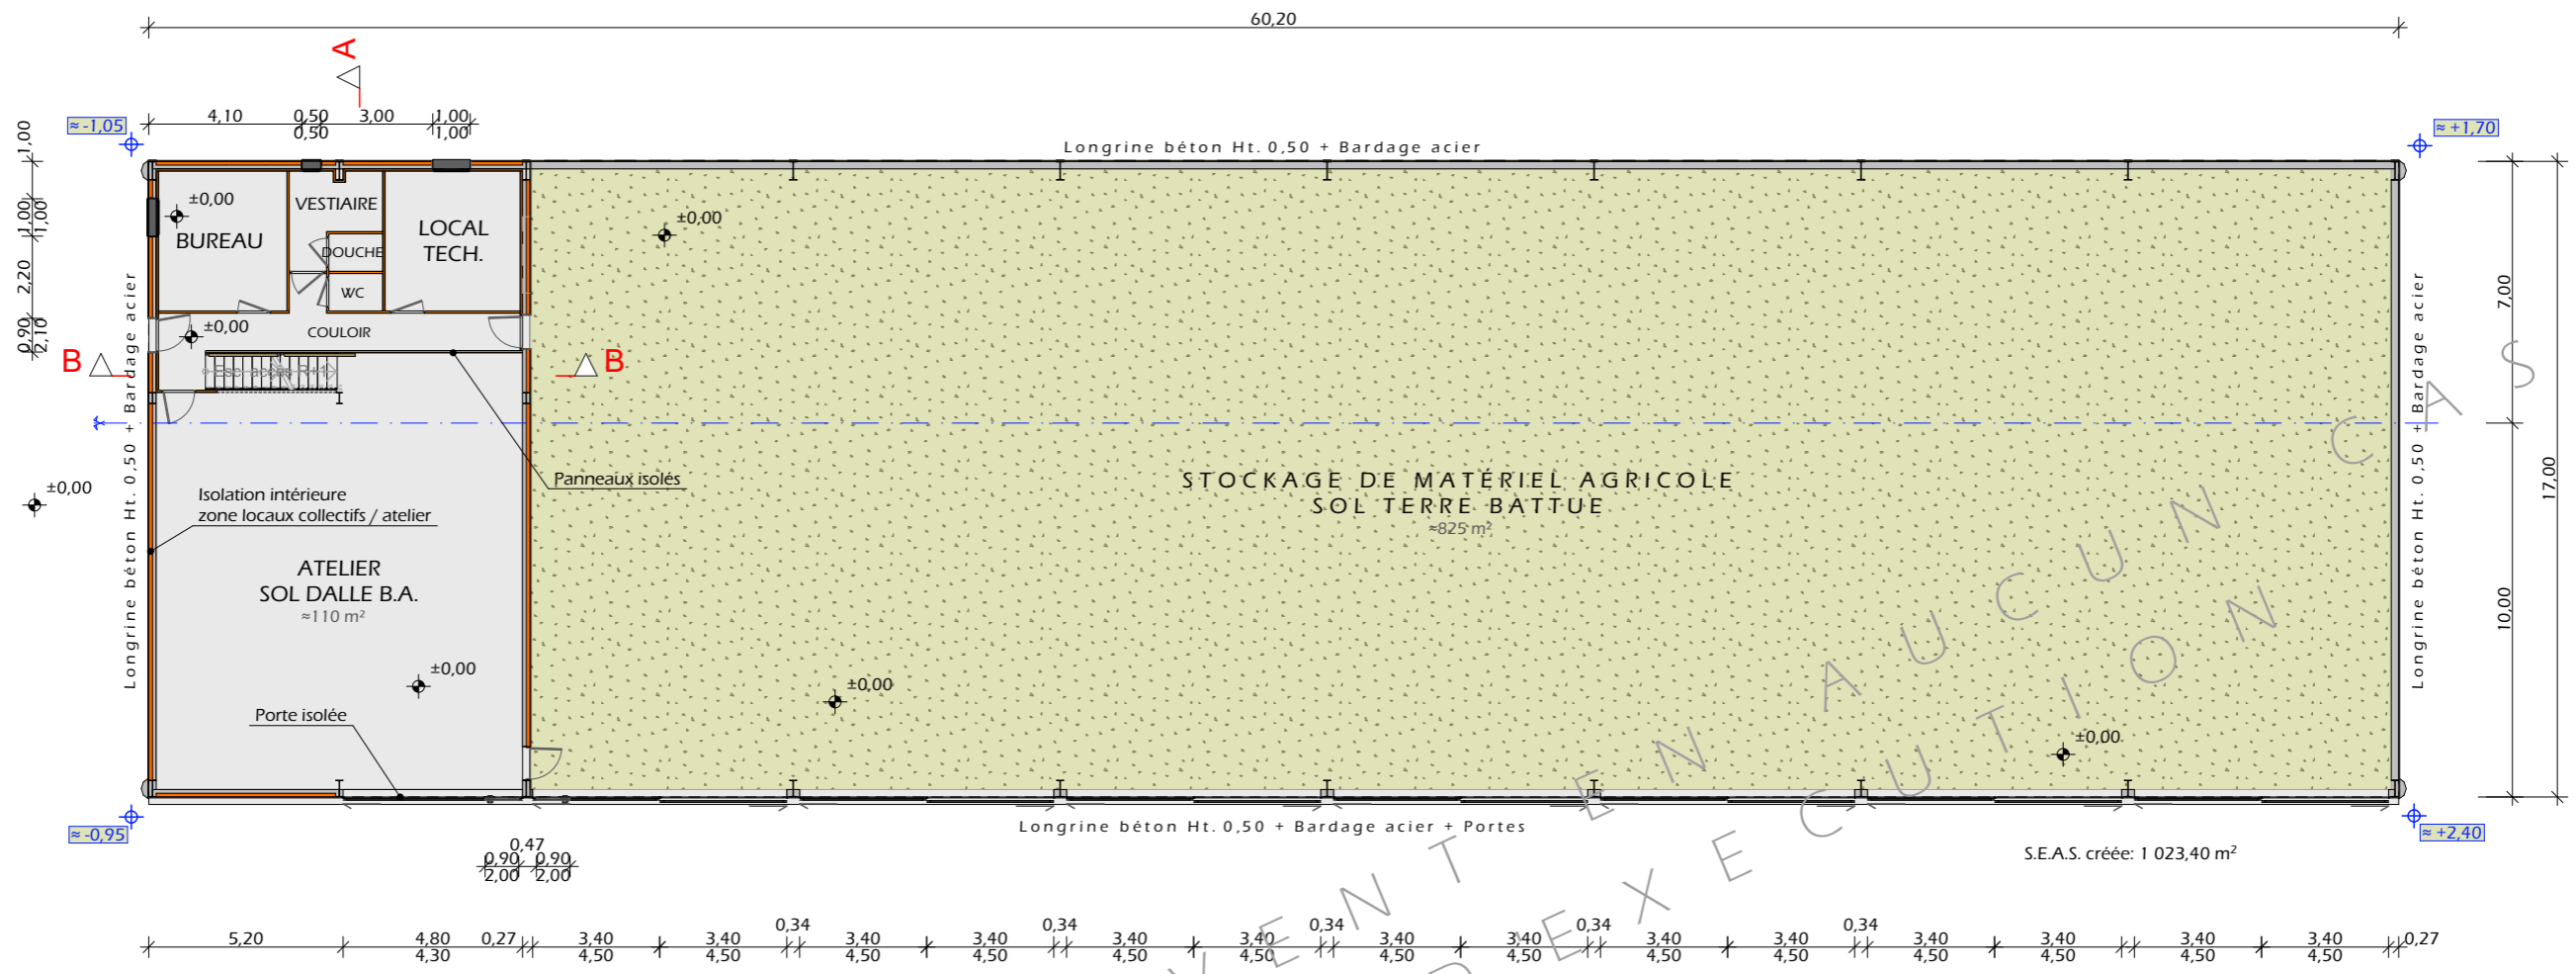 60,20
A
4,10
0,50
0,50
3,00
1,00
1,00
≈ -1,05
≈ +1,70
Longrine béton Ht. 0,50 + Bardage acier
1,00
1,00
1,00
2,20
0,90
2,10
±0,00
BUREAU
VESTIAIRE
DOUCHE
WC
LOCAL
TECH.
±0,00
COULOIR
±0,00
B
B
Esc. accès R+1
Longrine béton Ht. 0,50 + Bardage acier
±0,00
Isolation intérieure
zone locaux collectifs / atelier
Panneaux isolés
ATELIER
SOL DALLE B.A.
≈110 m²
±0,00
Porte isolée
STOCKAGE DE MATÉRIEL AGRICOLE
SOL TERRE BATTUE
≈825 m²
±0,00
±0,00
Longrine béton Ht. 0,50 + Bardage acier
7,00
10,00
17,00
≈ -0,95
≈ +2,40
Longrine béton Ht. 0,50 + Bardage acier + Portes
0,47
0,90
2,00
0,90
2,00
S.E.A.S. créée: 1 023,40 m²
EN AUCUN CAS
EXECUTION
5,20
4,80
4,30
0,27
3,40
4,50
3,40
4,50
0,34
3,40
4,50
3,40
4,50
0,34
3,40
4,50
3,40
4,50
0,34
3,40
4,50
3,40
4,50
0,34
3,40
4,50
3,40
4,50
0,34
3,40
4,50
3,40
4,50
3,40
4,50
3,40
4,50
0,27